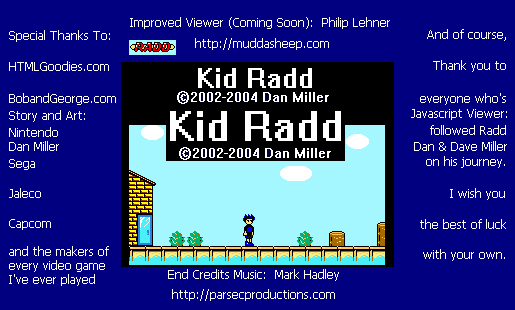 Improved Viewer (Coming Soon):  Philip Lehner
RADD
http://muddasheep.com
Special Thanks To:
HTMLGoodies.com
BobandGeorge.com
Story and Art:
Nintendo
Dan Miller
Sega
Jaleco
Capcom
and the makers of
every video game
I've ever played
Kid Radd
©2002-2004 Dan Miller
Kid Radd
©2002-2004 Dan Miller
And of course,
Thank you to
everyone who's
Javascript Viewer:
followed Radd
Dan & Dave Miller
on his journey.
I wish you
the best of luck
with your own.
End Credits Music:  Mark Hadley
http://parsecproductions.com